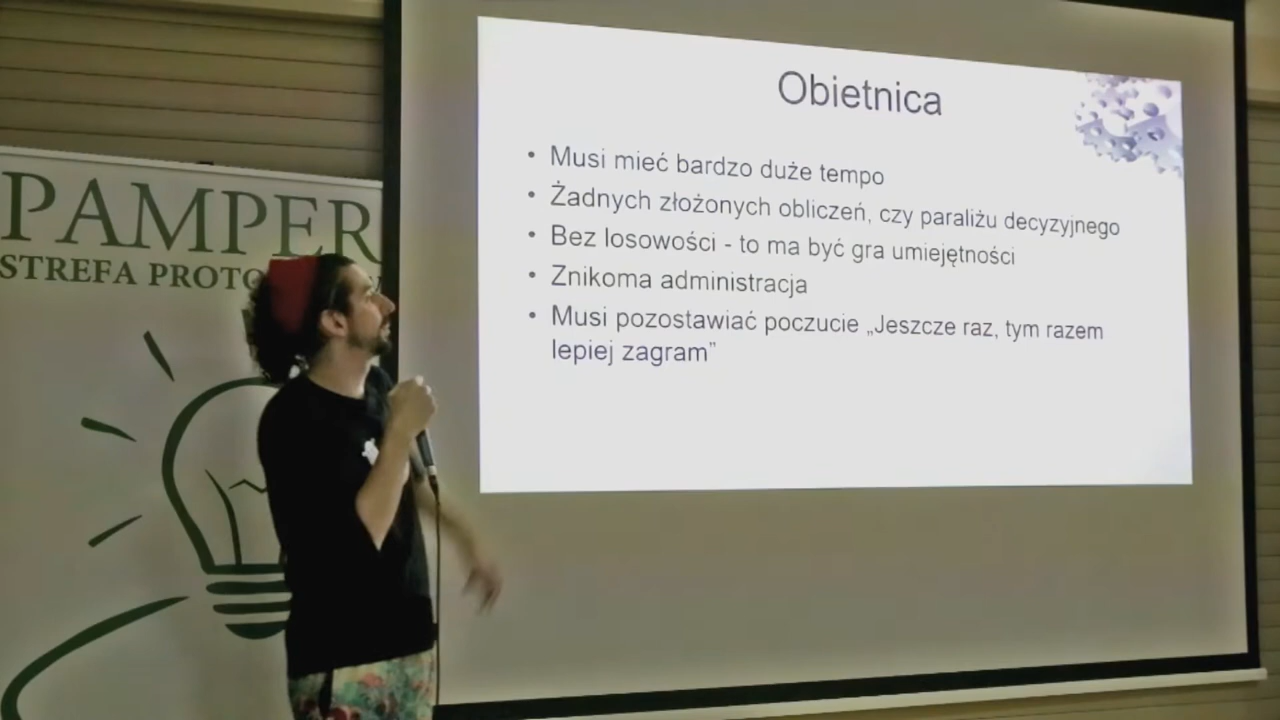 Obietnica
• Musi mieć bardzo duże tempo
• Żadnych złożonych obliczeń, czy paraliżu decyzyjnego
• Bez losowości - to ma być gra umiejętności
• Znikoma administracja
• Musi pozostawiać poczucie „Jeszcze raz, tym razem
lepiej zagram”
PAMPER
STREFA PROTO